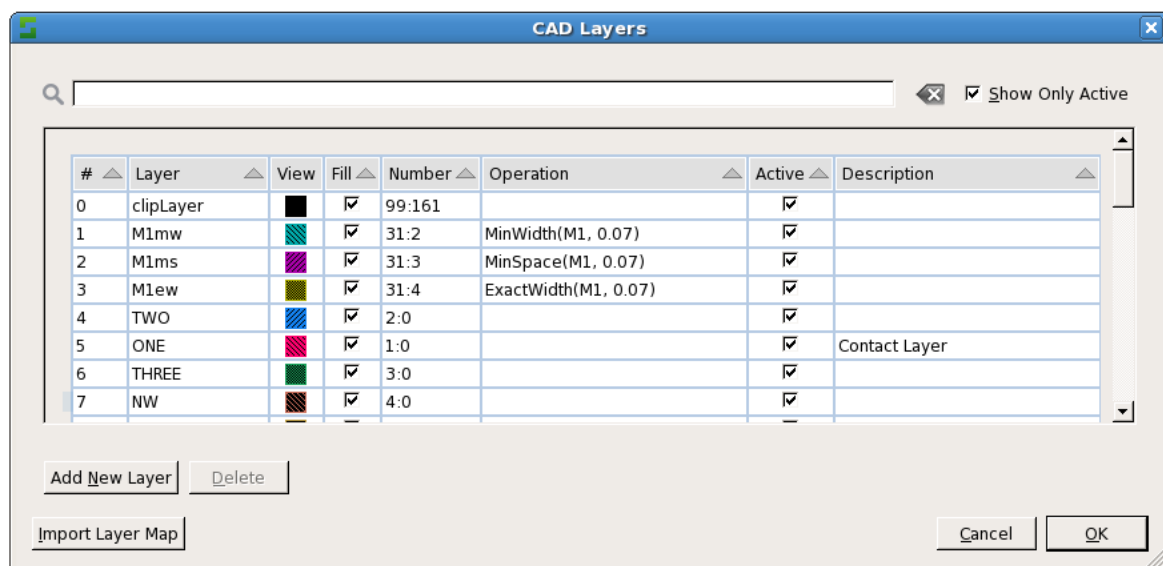 CAD Layers
Show Only Active
# Layer View Fill Number Operation Active Description
0 clipLayer 99:161
1 M1mw 31:2 MinWidth(M1, 0.07)
2 M1ms 31:3 MinSpace(M1, 0.07)
3 M1ew 31:4 ExactWidth(M1, 0.07)
4 TWO 2:0
5 ONE 1:0 Contact Layer
6 THREE 3:0
7 NW 4:0
Add New Layer Delete
Import Layer Map Cancel OK